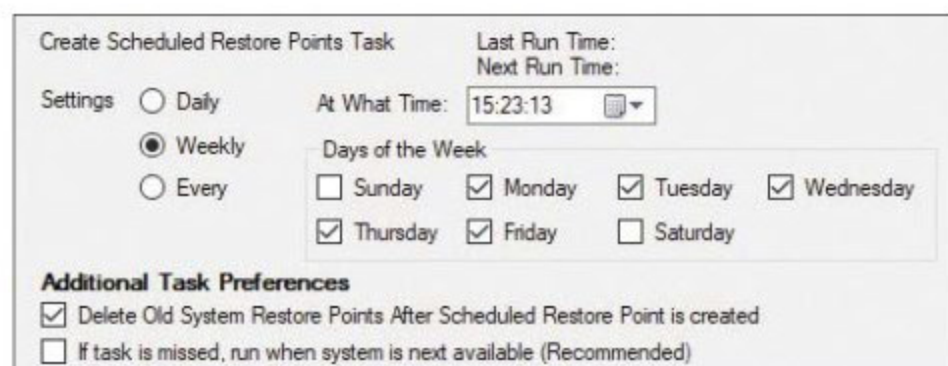 Create Scheduled Restore Points Task Last Run Time:
Next Run Time:
Settings Daily At What Time: 15:23:13
Weekly Days of the Week
Every Sunday Monday Tuesday Wednesday
Thursday Friday Saturday
Additional Task Preferences
Delete Old System Restore Points After Scheduled Restore Point is created
If task is missed, run when system is next available (Recommended)